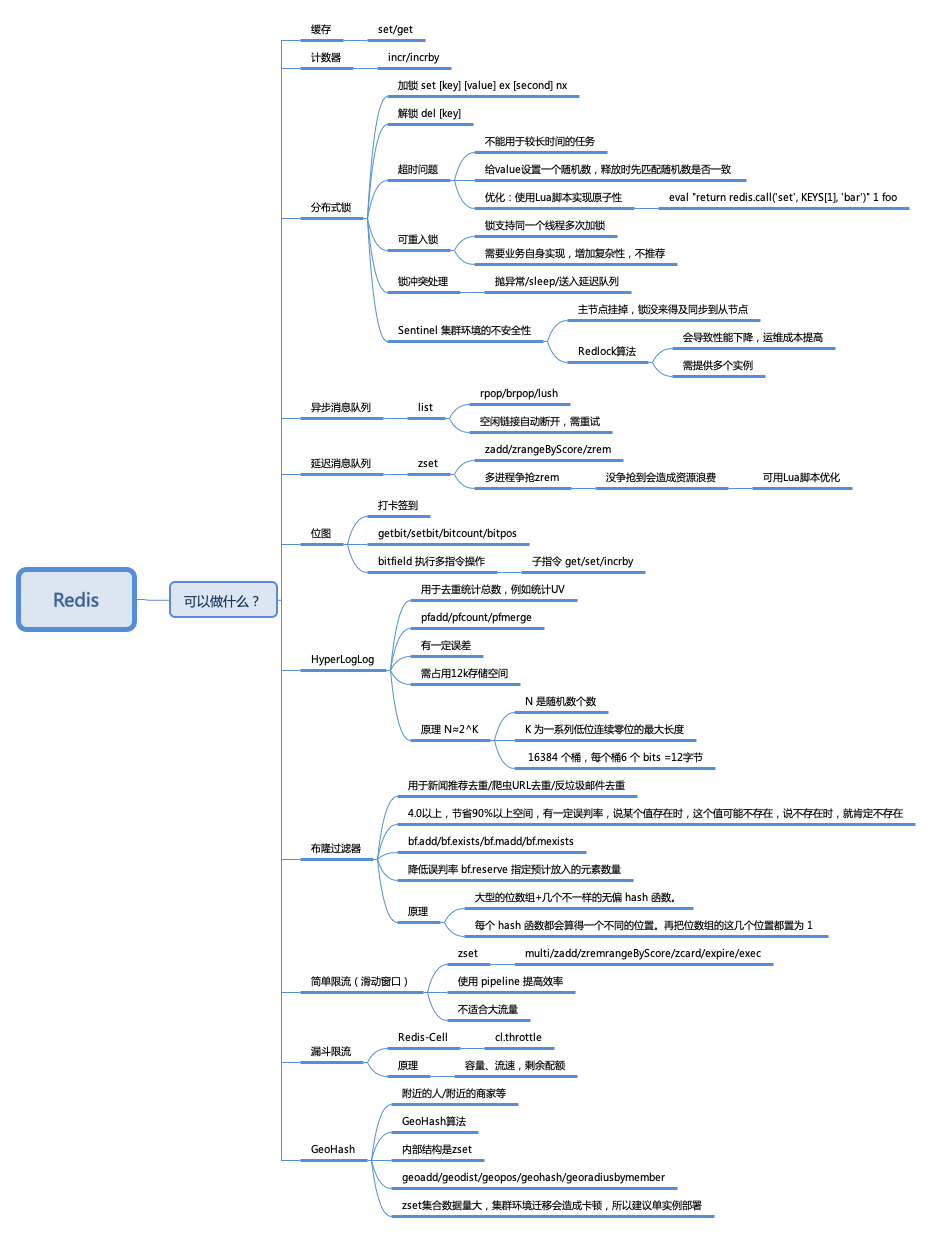 缓存
set/get
计数器
incr/incrby
加锁 set [key] [value] ex [second] nx
解锁 del [key]
不能用于较长时间的任务
超时问题
给value设置一个随机数，释放时先匹配随机数是否一致
优化：使用Lua脚本实现原子性
eval "return redis.call('set', KEYS[1], 'bar')" 1 foo
分布式锁
锁支持同一个线程多次加锁
可重入锁
需要业务自身实现，增加复杂性，不推荐
锁冲突处理
抛异常/sleep/送入延迟队列
主节点挂掉，锁没来得及同步到从节点
Sentinel 集群环境的不安全性
会导致性能下降，运维成本提高
Redlock算法
需提供多个实例
rpop/brpop/lush
异步消息队列
list
空闲链接自动断开，需重试
zadd/zrangeByScore/zrem
延迟消息队列
zset
多进程争抢zrem
没争抢到会造成资源浪费
可用Lua脚本优化
打卡签到
位图
getbit/setbit/bitcount/bitpos
bitfield 执行多指令操作
子指令 get/set/incrby
Redis
可以做什么？
用于去重统计总数，例如统计UV
pfadd/pfcount/pfmerge
有一定误差
HyperLogLog
需占用12k存储空间
N 是随机数个数
原理 N≈2^K
K 为一系列低位连续零位的最大长度
16384 个桶，每个桶6 个 bits =12字节
用于新闻推荐去重/爬虫URL去重/反垃圾邮件去重
4.0以上，节省90%以上空间，有一定误判率，说某个值存在时，这个值可能不存在，说不存在时，就肯定不存在
bf.add/bf.exists/bf.madd/bf.mexists
布隆过滤器
降低误判率 bf.reserve 指定预计放入的元素数量
大型的位数组+几个不一样的无偏 hash 函数。
原理
每个 hash 函数都会算得一个不同的位置。再把位数组的这几个位置都置为 1
zset
multi/zadd/zremrangeByScore/zcard/expire/exec
简单限流（滑动窗口）
使用 pipeline 提高效率
不适合大流量
Redis-Cell
cl.throttle
漏斗限流
原理
容量、流速，剩余配额
附近的人/附近的商家等
GeoHash算法
GeoHash
内部结构是zset
geoadd/geodist/geopos/geohash/georadiusbymember
zset集合数据量大，集群环境迁移会造成卡顿，所以建议单实例部署